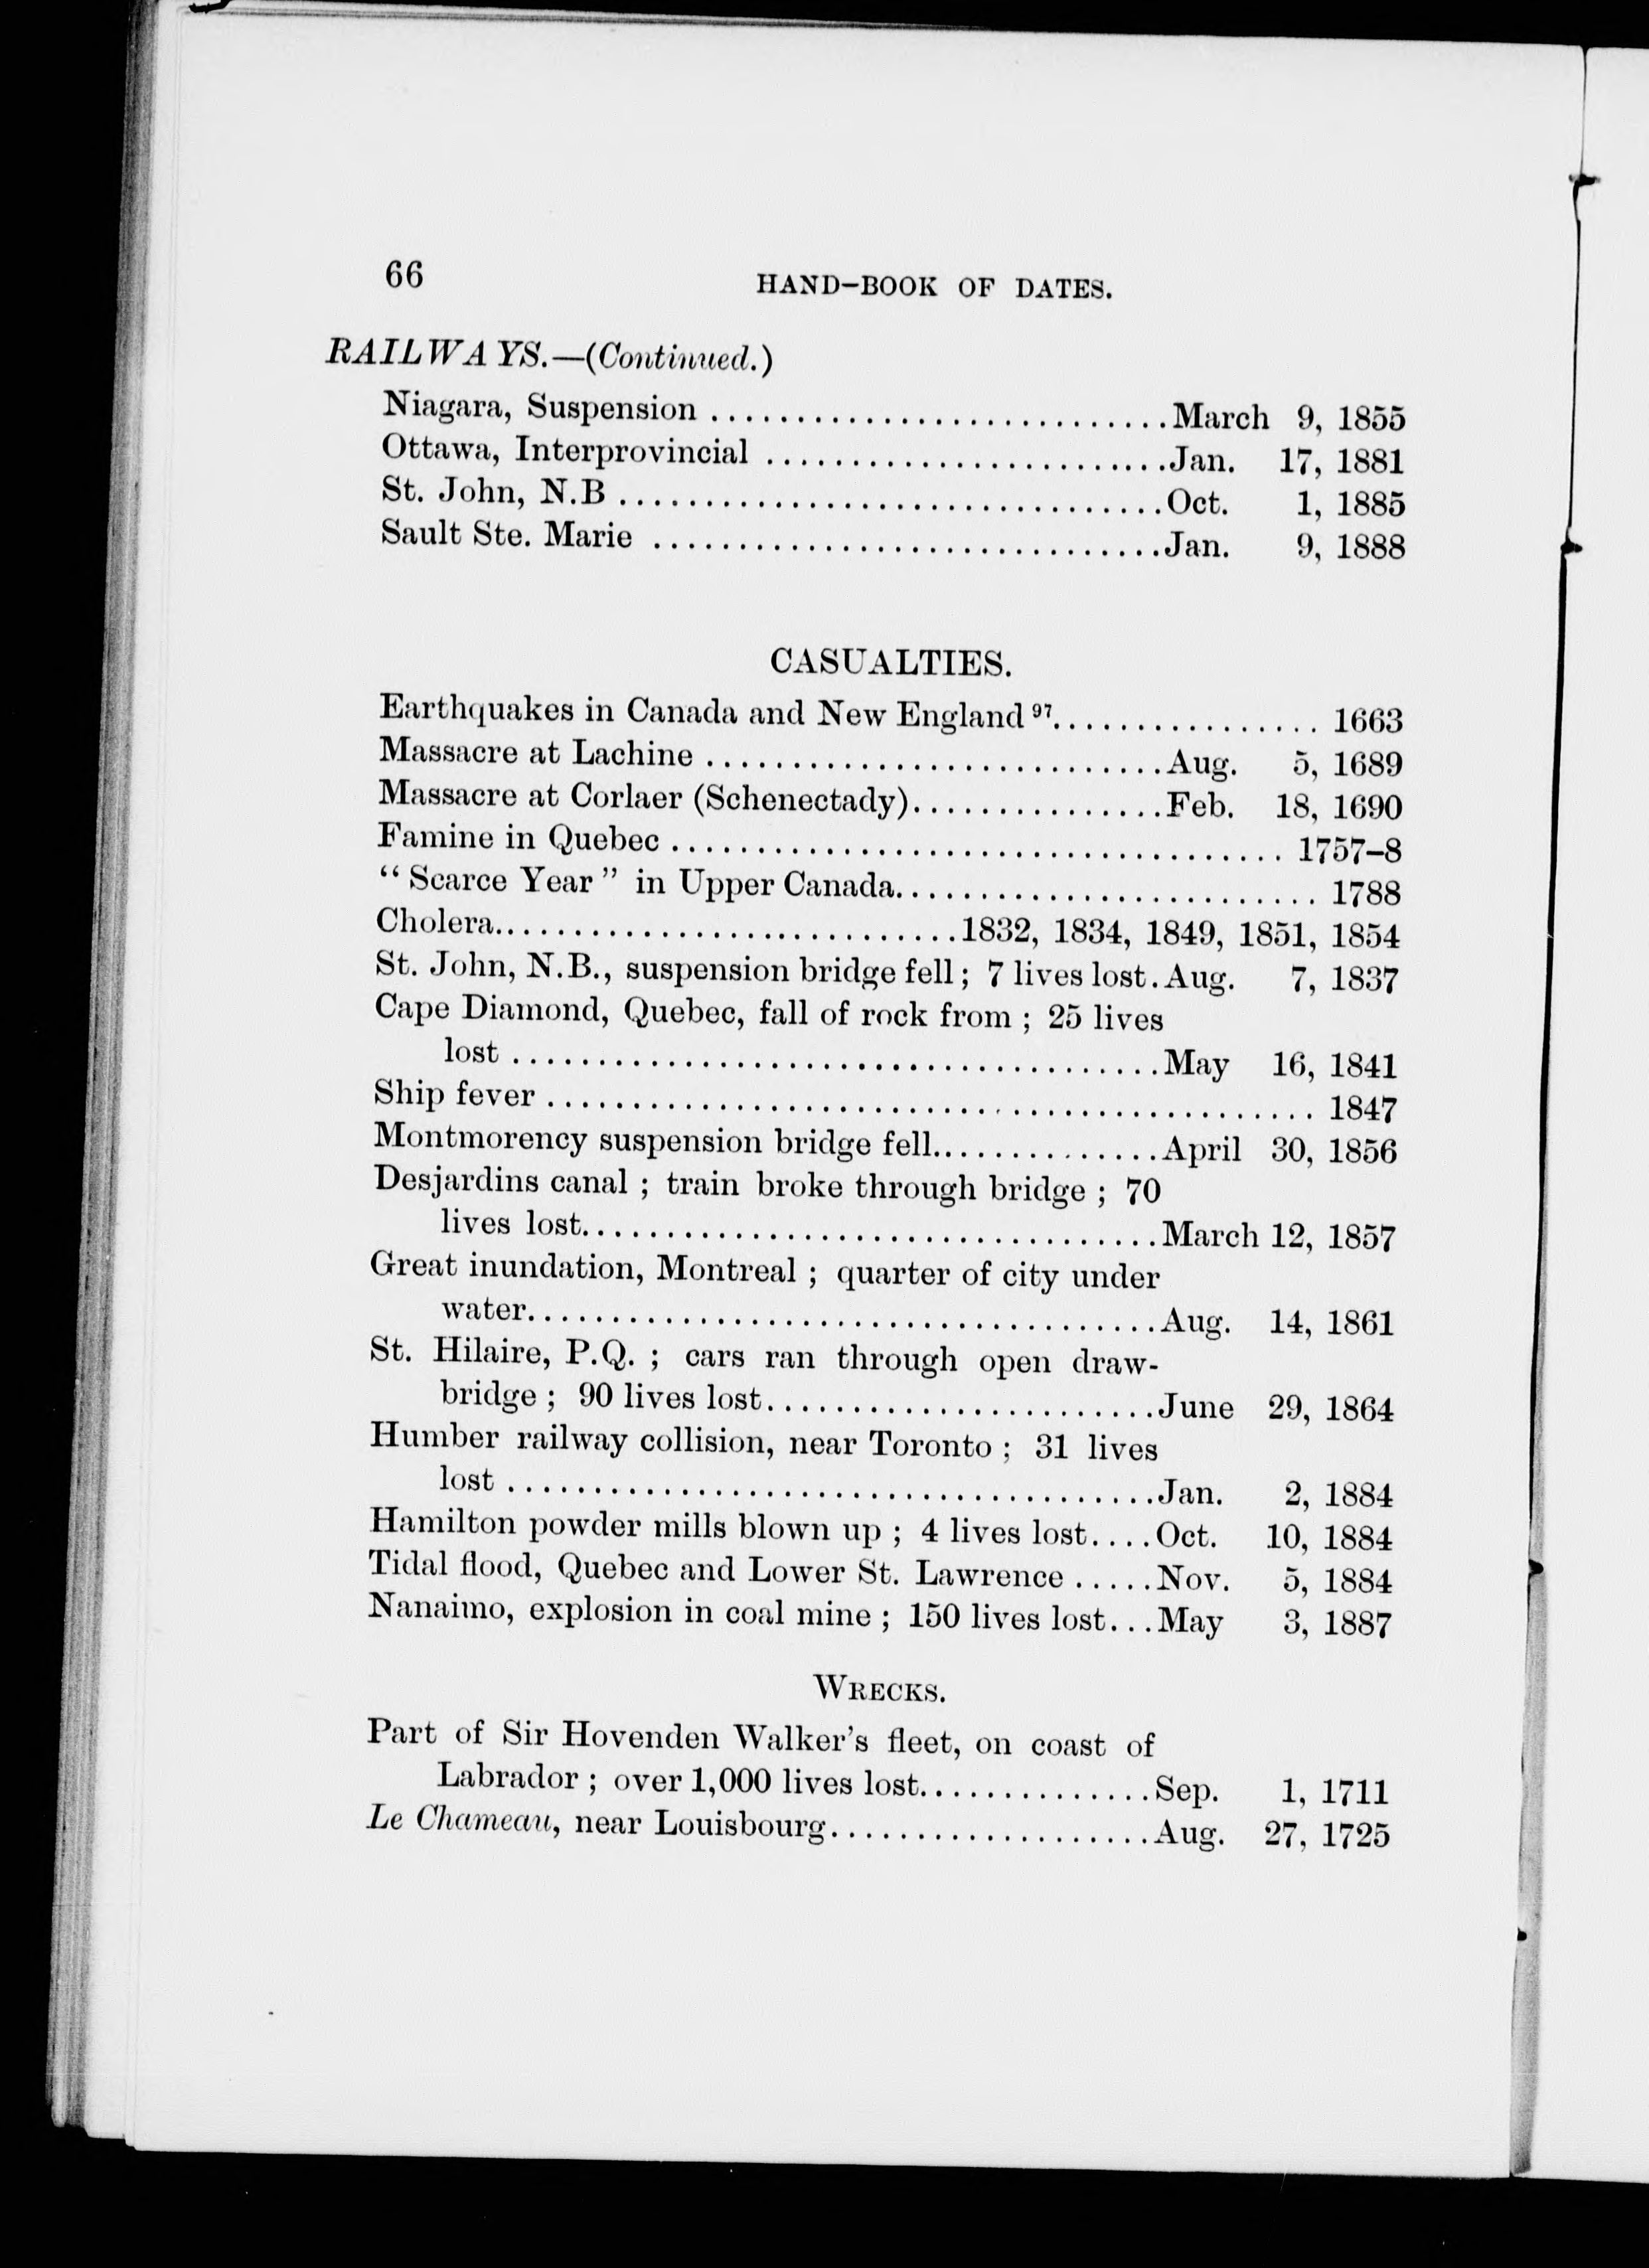 66
HAND-BOOK OF DATES.
RAILWAYS.—(Continued.)
Niagara, Suspension ........................... March 9, 1855
Ottawa, Interprovincial ........................ Jan. 17, 1881
St. John, N.B ................................ Oct. 1, 1885
Sault Ste. Marie .............................. Jan. 9, 1888
CASUALTIES.
Earthquakes in Canada and New England 97................ 1663
Massacre at Lachine ........................... Aug. 5, 1689
Massacre at Corlaer (Schenectady)............... Feb. 18, 1690
Famine in Quebec .................................... 1757–8
“Scarce Year” in Upper Canada......................... 1788
Cholera...........................1832, 1834, 1849, 1851, 1854
St. John, N.B., suspension bridge fell; 7 lives lost. Aug. 7, 1837
Cape Diamond, Quebec, fall of rock from; 25 lives
lost ...................................... May 16, 1841
Ship fever ............................................. 1847
Montmorency suspension bridge fell.............. April 30, 1856
Desjardins canal; train broke through bridge; 70
lives lost.................................. March 12, 1857
Great inundation, Montreal; quarter of city under
water..................................... Aug. 14, 1861
St. Hilaire, P.Q.; cars ran through open draw-
bridge; 90 lives lost....................... June 29, 1864
Humber railway collision, near Toronto; 31 lives
lost ...................................... Jan. 2, 1884
Hamilton powder mills blown up; 4 lives lost.... Oct. 10, 1884
Tidal flood, Quebec and Lower St. Lawrence ..... Nov. 5, 1884
Nanaimo, explosion in coal mine; 150 lives lost... May 3, 1887
WRECKS.
Part of Sir Hovenden Walker’s fleet, on coast of
Labrador; over 1,000 lives lost.............. Sep. 1, 1711
Le Chameau, near Louisbourg................... Aug. 27, 1725